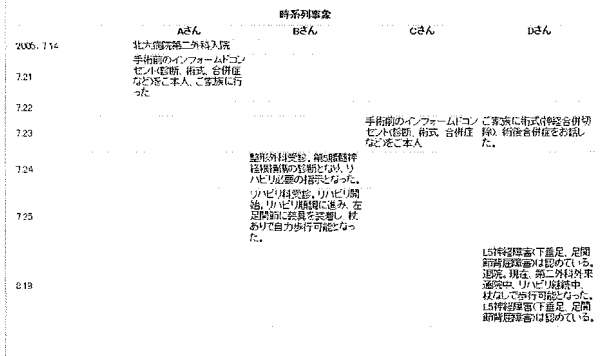 時系列事象
Aさん Bさん Cさん Dさん
2005.7.14 北大病院第二外科入院
7.21 手術前のインフォームドコン
セント(診断、術式、合併症
など)をご本人、ご家族に行
った
7.22
7.23 手術前のインフォームドコン
セント(診断、術式、合併症
など)をご本人
ご家族に術式(神経合併切
除)、術後合併症をお話し
た。
7.24 整形外科受診。第5腰髄神
経根損傷の診断となり、リ
ハビリ必要の指示となった。
7.25 リハビリ科受診。リハビリ開
始。リハビリ順調に進み、左
足関節に装具を装着し、杖
ありで自力歩行可能となっ
た。
8.19 L5神経障害(下垂足、足関
節背屈障害)は認めている。
退院。現在、第二外科外来
通院中、リハビリ継続中、
杖なしで歩行可能となった。
L5神経障害(下垂足、足関
節背屈障害)は認めている。